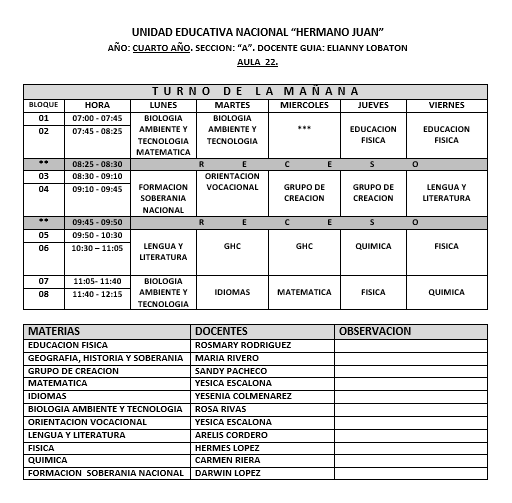 UNIDAD EDUCATIVA NACIONAL “HERMANO JUAN”
AÑO: CUARTO AÑO. SECCION: “A”. DOCENTE GUIA: ELIANNY LOBATON
AULA 22.
TURNO DE LA MAÑANA
BLOQUE HORA LUNES MARTES MIERCOLES JUEVES VIERNES
01 07:00 - 07:45 BIOLOGIA BIOLOGIA
02 07:45 - 08:25 AMBIENTE Y AMBIENTE Y *** EDUCACION EDUCACION
TECNOLOGIA TECNOLOGIA FISICA FISICA
MATEMATICA
** 08:25 - 08:30 R E C E S O
03 08:30 - 09:10 ORIENTACION
04 09:10 - 09:45 FORMACION VOCACIONAL GRUPO DE GRUPO DE LENGUA Y
SOBERANIA CREACION CREACION LITERATURA
NACIONAL
** 09:45 - 09:50 R E C E S O
05 09:50 - 10:30
06 10:30 – 11:05 LENGUA Y GHC GHC QUIMICA FISICA
LITERATURA
07 11:05- 11:40 BIOLOGIA
08 11:40 - 12:15 AMBIENTE Y IDIOMAS MATEMATICA FISICA QUIMICA
TECNOLOGIA
MATERIAS DOCENTES OBSERVACION
EDUCACION FISICA ROSMARY RODRIGUEZ
GEOGRAFIA, HISTORIA Y SOBERANIA MARIA RIVERO
GRUPO DE CREACION SANDY PACHECO
MATEMATICA YESICA ESCALONA
IDIOMAS YESENIA COLMENAREZ
BIOLOGIA AMBIENTE Y TECNOLOGIA ROSA RIVAS
ORIENTACION VOCACIONAL YESICA ESCALONA
LENGUA Y LITERATURA ARELIS CORDERO
FISICA HERMES LOPEZ
QUIMICA CARMEN RIERA
FORMACION SOBERANIA NACIONAL DARWIN LOPEZ